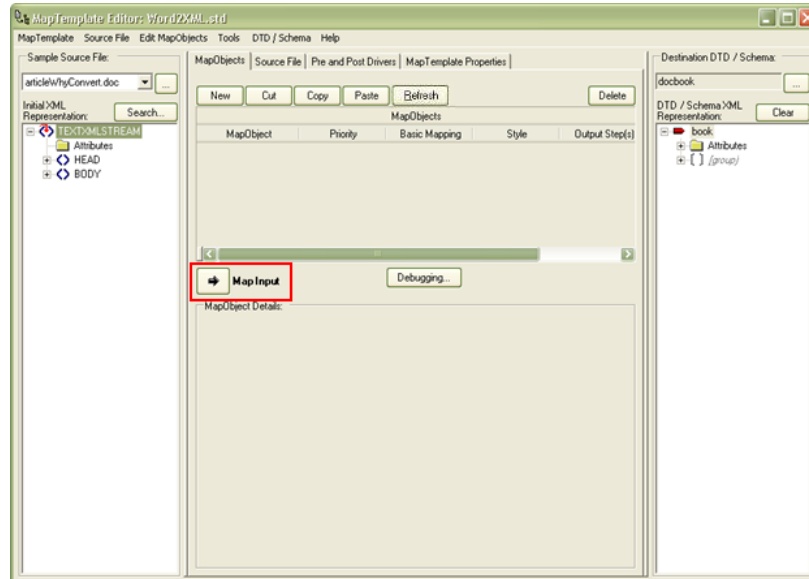 MapTemplate Editor: Word2XML.std
MapTemplate Source File Edit MapObjects Tools DTD / Schema Help
Sample Source File:
articleWhyConvert.doc ...
Initial XML
Representation: Search...
TEXTXMLSTREAM
Attributes
HEAD
BODY
MapObjects Source File Pre and Post Drivers MapTemplate Properties
New Cut Copy Paste Refresh Delete
MapObjects
MapObject Priority Basic Mapping Style Output Step(s)
Map Input Debugging...
MapObject Details:
Destination DTD / Schema:
docbook ...
DTD / Schema XML
Representation: Clear
book
Attributes
[ ] (group)